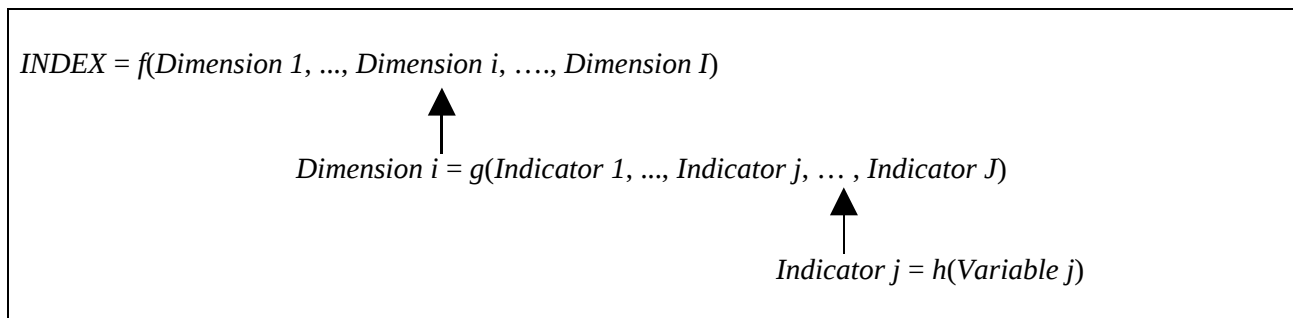 INDEX = f(Dimension 1, ..., Dimension i, …., Dimension I)
Dimension i = g(Indicator 1, ..., Indicator j, … , Indicator J)
Indicator j = h(Variable j)